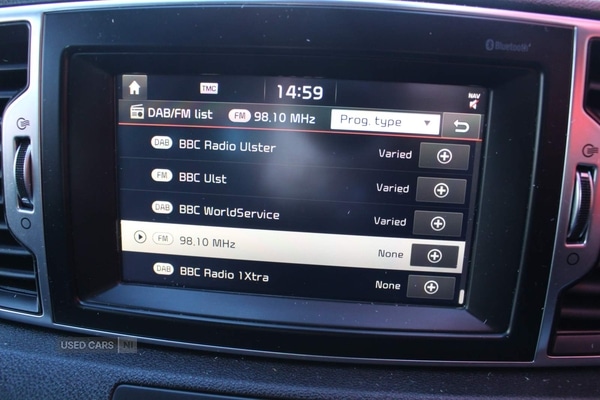 Bluetooth
TMC 14:59 NAV
DAB/FM list FM 98.10 MHz Prog. type
DAB BBC Radio Ulster Varied
FM BBC Ulst Varied
DAB BBC WorldService Varied
FM 98.10 MHz None
DAB BBC Radio 1Xtra None
USED CARS NI